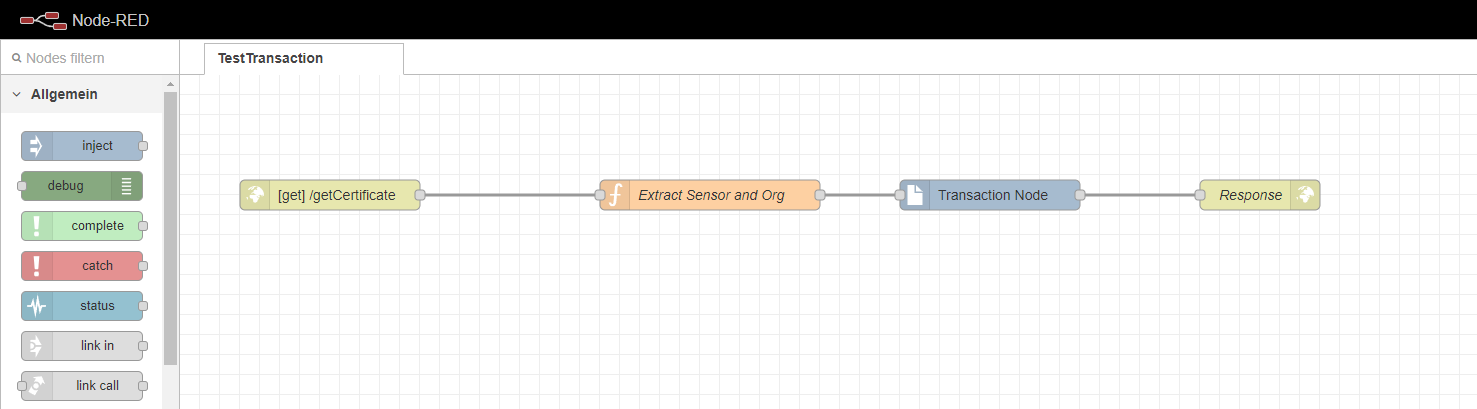 Node-RED
Nodes filtern
TestTransaction
Allgemein
inject
debug
complete
catch
status
link in
link call
[get] /getCertificate
Extract Sensor and Org
Transaction Node
Response